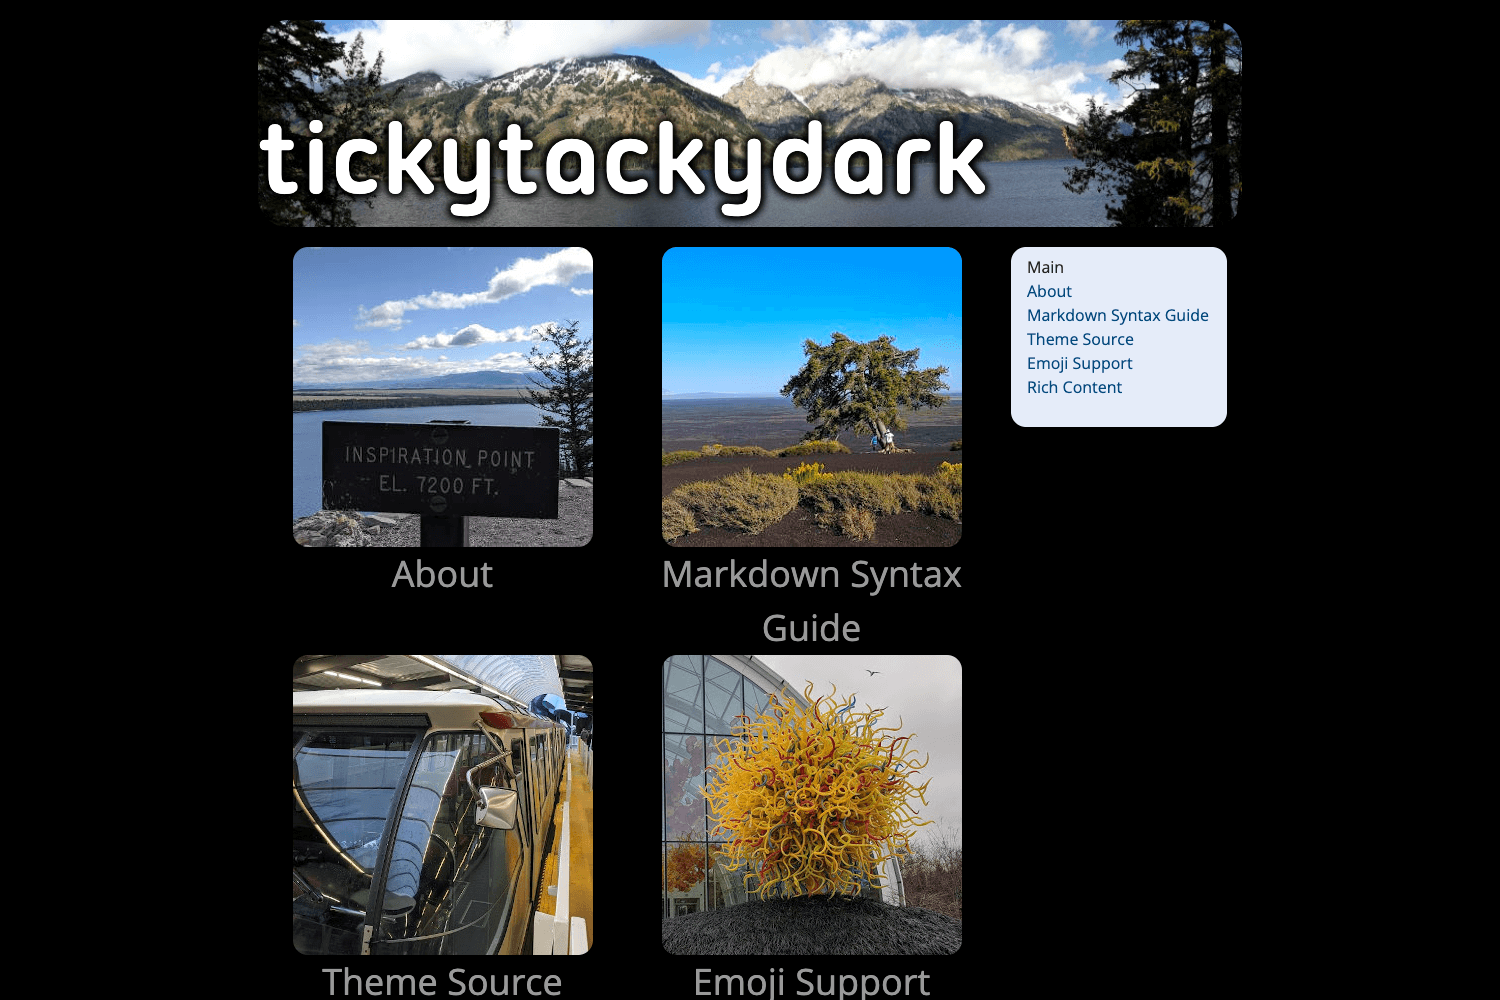 tickytackydark
Main
About
Markdown Syntax Guide
Theme Source
Emoji Support
Rich Content
INSPIRATION POINT
EL. 7200 FT.
About
Markdown Syntax
Guide
Theme Source
Emoji Support